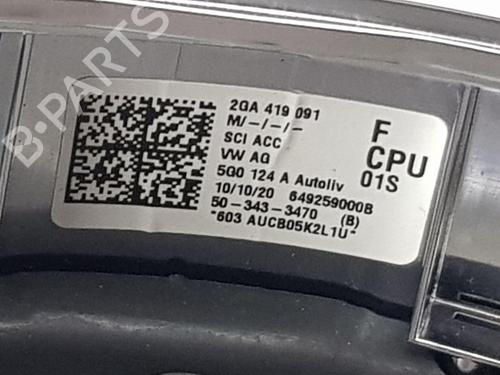 2GA 419 091
M/-/-/-
SCI ACC
VW AG
5G0 124 A Autoliv
10/10/20 649259000B
50-343-3470 (B)
"603 AUCB05K2L1U"
F
CPU
01S
B-PARTS